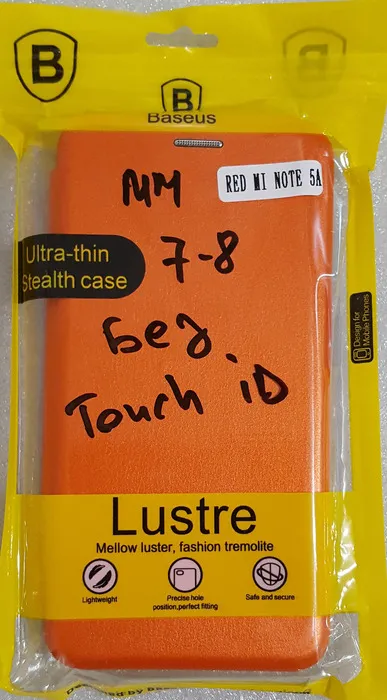 B
B
B
Baseus
RED MI NOTE 5A
мм
7-8
Без
Touch iD
Ultra-thin
Stealth case
Design for
Mobile Phones
Lustre
Mellow luster, fashion tremolite
Lightweight
Precise hole
position,perfect fitting
Safe and secure